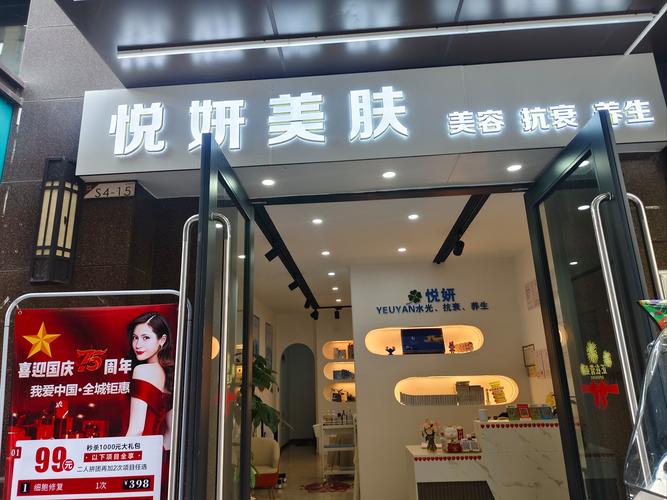 悦妍美肤
美容 抗衰 养生
S4-15
悦妍
YEUYAN水光、抗衰、养生
喜迎国庆75周年
我爱中国·全城钜惠
秒杀1000元大礼包
以下项目全享
99元
二人拼团再加2次项目任选
01
1 细胞修复 1次 ¥398